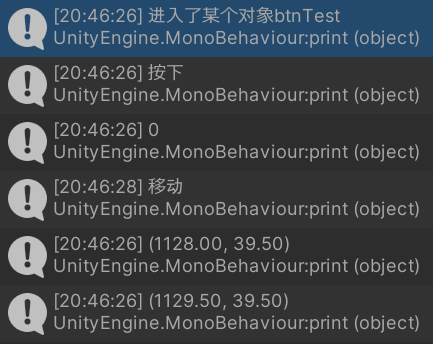 [20:46:26] 进入了某个对象btnTest
UnityEngine.MonoBehaviour:print (object)
[20:46:26] 按下
UnityEngine.MonoBehaviour:print (object)
[20:46:26] 0
UnityEngine.MonoBehaviour:print (object)
[20:46:28] 移动
UnityEngine.MonoBehaviour:print (object)
[20:46:26] (1128.00, 39.50)
UnityEngine.MonoBehaviour:print (object)
[20:46:26] (1129.50, 39.50)
UnityEngine.MonoBehaviour:print (object)